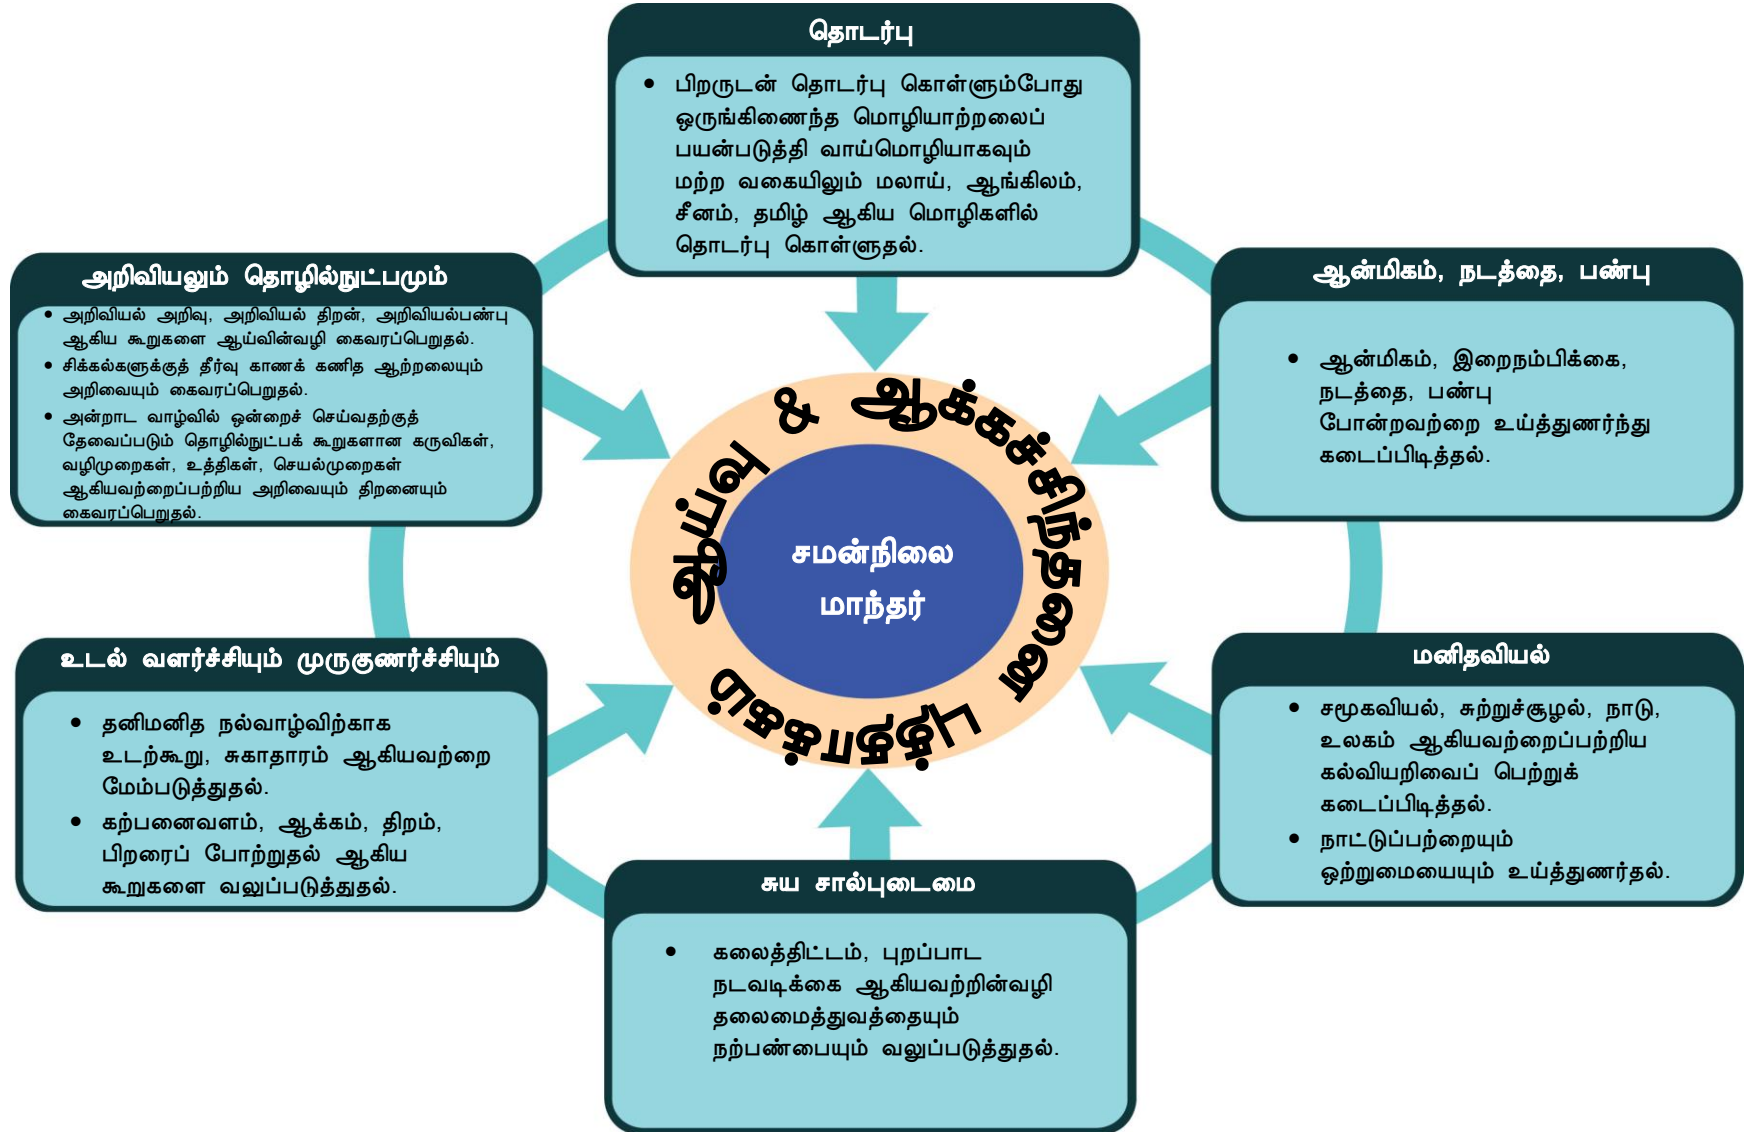 தொடர்பு
• பிறருடன் தொடர்பு கொள்ளும்போது
ஒருங்கிணைந்த மொழியாற்றலைப்
பயன்படுத்தி வாய்மொழியாகவும்
மற்ற வகையிலும் மலாய், ஆங்கிலம்,
சீனம், தமிழ் ஆகிய மொழிகளில்
தொடர்பு கொள்ளுதல்.
ஆன்மிகம், நடத்தை, பண்பு
• ஆன்மிகம், இறைநம்பிக்கை,
நடத்தை, பண்பு
போன்றவற்றை உய்த்துணர்ந்து
கடைப்பிடித்தல்.
மனிதவியல்
• சமூகவியல், சுற்றுச்சூழல், நாடு,
உலகம் ஆகியவற்றைப்பற்றிய
கல்வியறிவைப் பெற்றுக்
கடைப்பிடித்தல்.
• நாட்டுப்பற்றையும்
ஒற்றுமையையும் உய்த்துணர்தல்.
சுய சால்புடைமை
• கலைத்திட்டம், புறப்பாட
நடவடிக்கை ஆகியவற்றின்வழி
தலைமைத்துவத்தையும்
நற்பண்பையும் வலுப்படுத்துதல்.
உடல் வளர்ச்சியும் முருகுணர்ச்சியும்
• தனிமனித நல்வாழ்விற்காக
உடற்கூறு, சுகாதாரம் ஆகியவற்றை
மேம்படுத்துதல்.
• கற்பனைவளம், ஆக்கம், திறம்,
பிறரைப் போற்றுதல் ஆகிய
கூறுகளை வலுப்படுத்துதல்.
அறிவியலும் தொழில்நுட்பமும்
• அறிவியல் அறிவு, அறிவியல் திறன், அறிவியல்பண்பு
ஆகிய கூறுகளை ஆய்வின்வழி கைவரப்பெறுதல்.
• சிக்கல்களுக்குத் தீர்வு காணக் கணித ஆற்றலையும்
அறிவையும் கைவரப்பெறுதல்.
• அன்றாட வாழ்வில் ஒன்றைச் செய்வதற்குத்
தேவைப்படும் தொழில்நுட்பக் கூறுகளான கருவிகள்,
வழிமுறைகள், உத்திகள், செயல்முறைகள்
ஆகியவற்றைப்பற்றிய அறிவையும் திறனையும்
கைவரப்பெறுதல்.
ஆய்வு & ஆக்கச்சிந்தனை
புத்தாக்கம்
சமன்நிலை
மாந்தர்